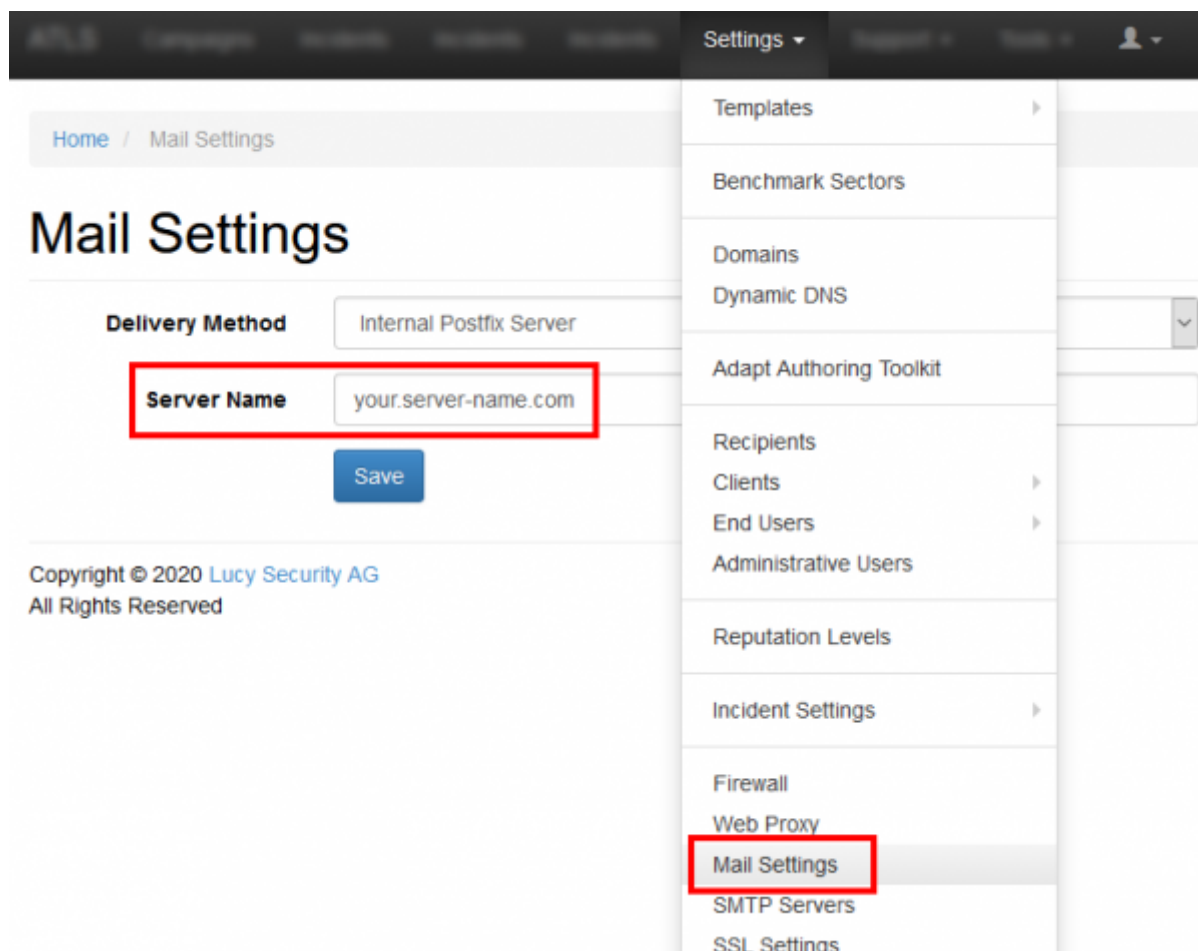 Settings
Home / Mail Settings
Mail Settings
Delivery Method Internal Postfix Server
Server Name your.server-name.com
Save
Copyright © 2020 Lucy Security AG
All Rights Reserved
Templates
Benchmark Sectors
Domains
Dynamic DNS
Adapt Authoring Toolkit
Recipients
Clients
End Users
Administrative Users
Reputation Levels
Incident Settings
Firewall
Web Proxy
Mail Settings
SMTP Servers
SSL Settings